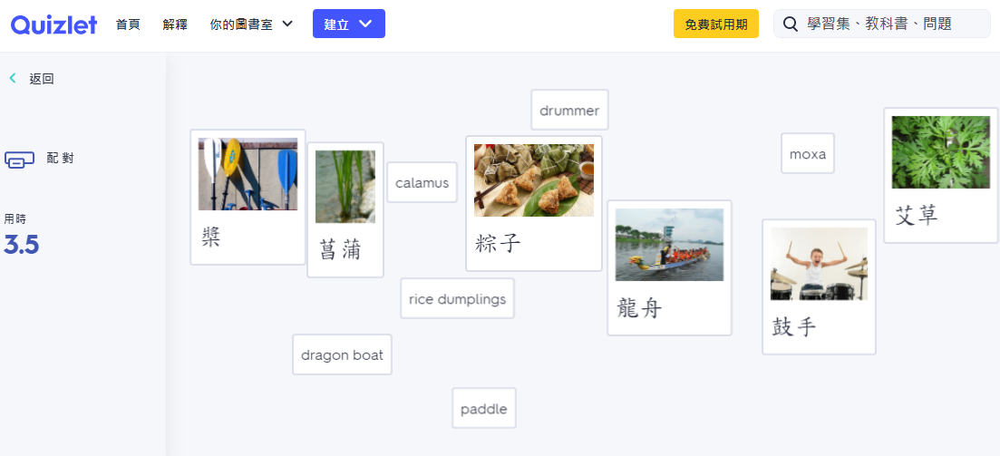 Quizlet
首頁
解釋
你的圖書室
建立
免費試用期
學習集、教科書、問題
返回
配對
用時
3.5
drummer
moxa
艾草
槳
calamus
菖蒲
粽子
rice dumplings
龍舟
鼓手
dragon boat
paddle